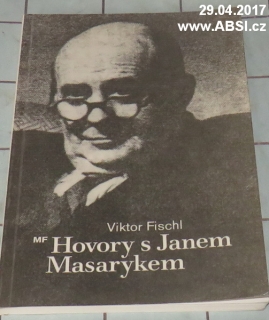 29.04.2017
www.ABSI.cz
Viktor Fischl
MF Hovory s Janem
Masarykem